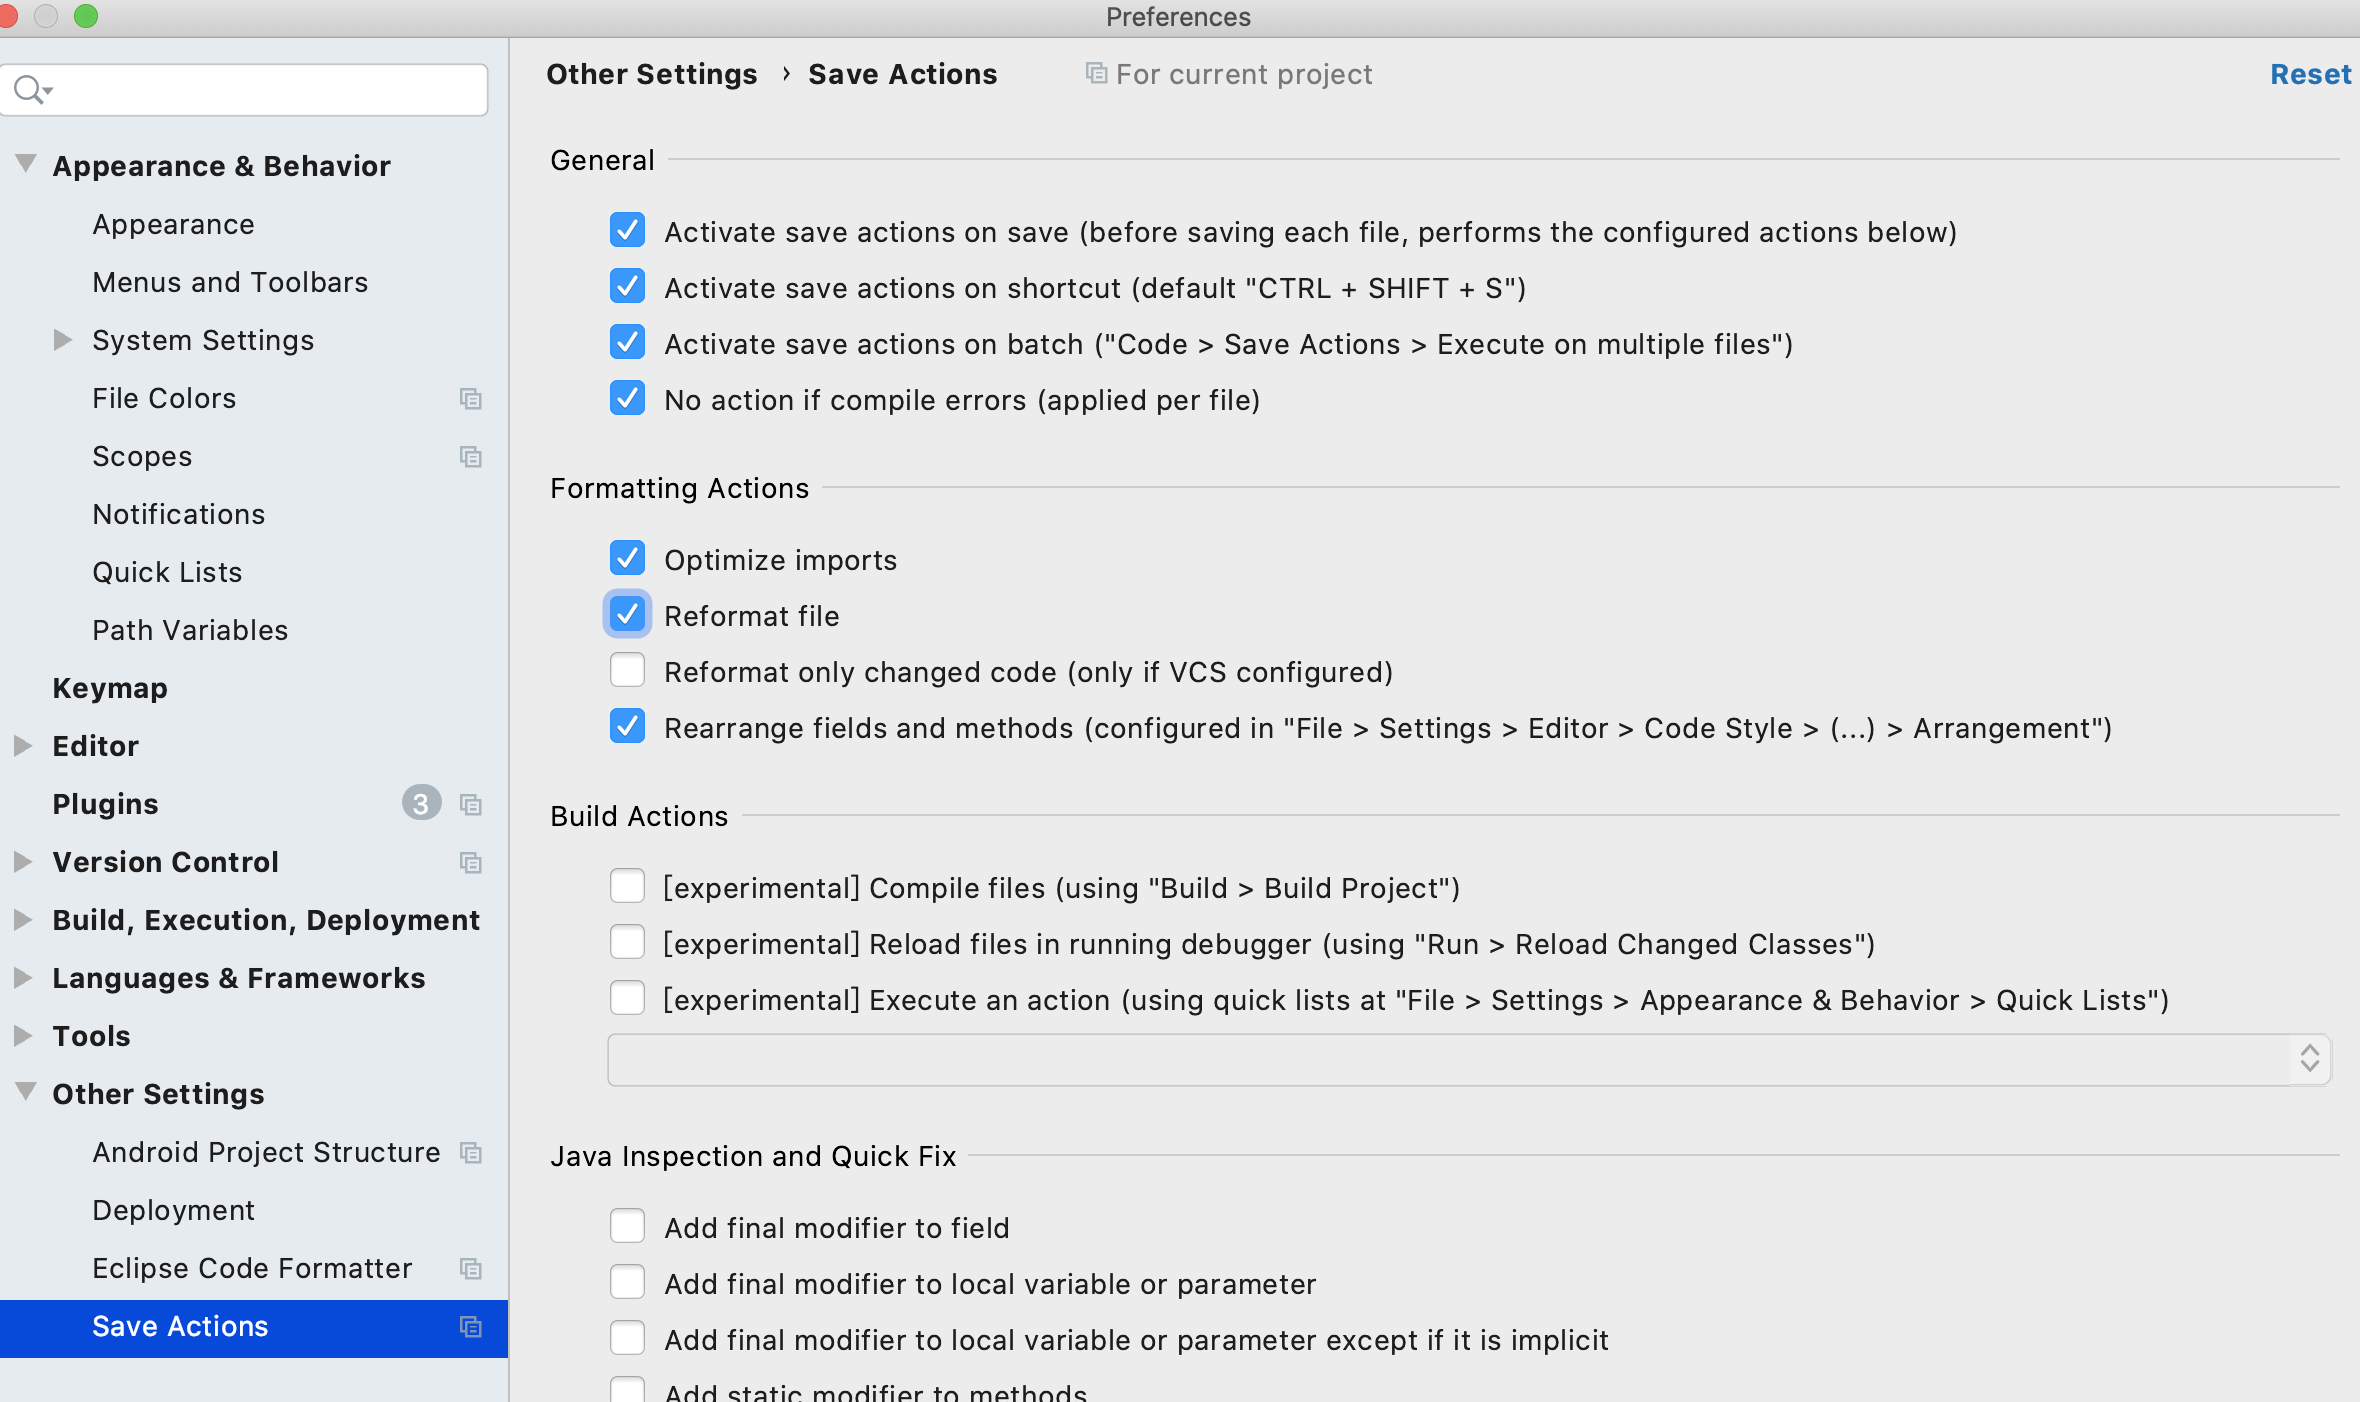 Preferences
Other Settings › Save Actions For current project Reset
Appearance & Behavior
Appearance
Menus and Toolbars
System Settings
File Colors
Scopes
Notifications
Quick Lists
Path Variables
Keymap
Editor
Plugins 3
Version Control
Build, Execution, Deployment
Languages & Frameworks
Tools
Other Settings
Android Project Structure
Deployment
Eclipse Code Formatter
Save Actions
General
Activate save actions on save (before saving each file, performs the configured actions below)
Activate save actions on shortcut (default "CTRL + SHIFT + S")
Activate save actions on batch ("Code > Save Actions > Execute on multiple files")
No action if compile errors (applied per file)
Formatting Actions
Optimize imports
Reformat file
Reformat only changed code (only if VCS configured)
Rearrange fields and methods (configured in "File > Settings > Editor > Code Style > (...) > Arrangement")
Build Actions
[experimental] Compile files (using "Build > Build Project")
[experimental] Reload files in running debugger (using "Run > Reload Changed Classes")
[experimental] Execute an action (using quick lists at "File > Settings > Appearance & Behavior > Quick Lists")
Java Inspection and Quick Fix
Add final modifier to field
Add final modifier to local variable or parameter
Add final modifier to local variable or parameter except if it is implicit
Add static modifier to methods